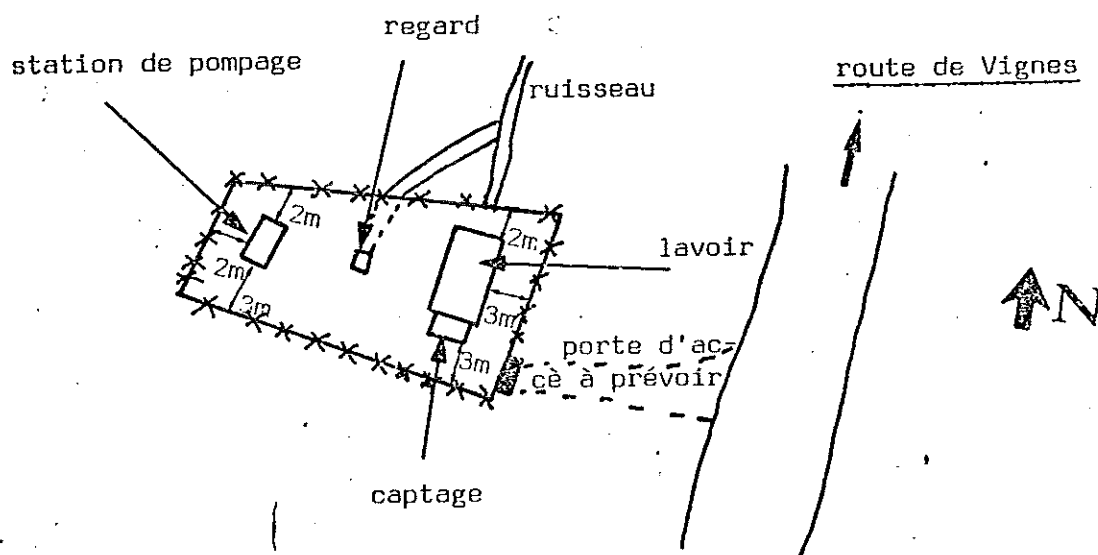 regard
station de pompage
route de Vignes
ruisseau
2m
2m
lavoir
2m
3m
3m
N
porte d'ac-
3m
cè à prévoir
captage